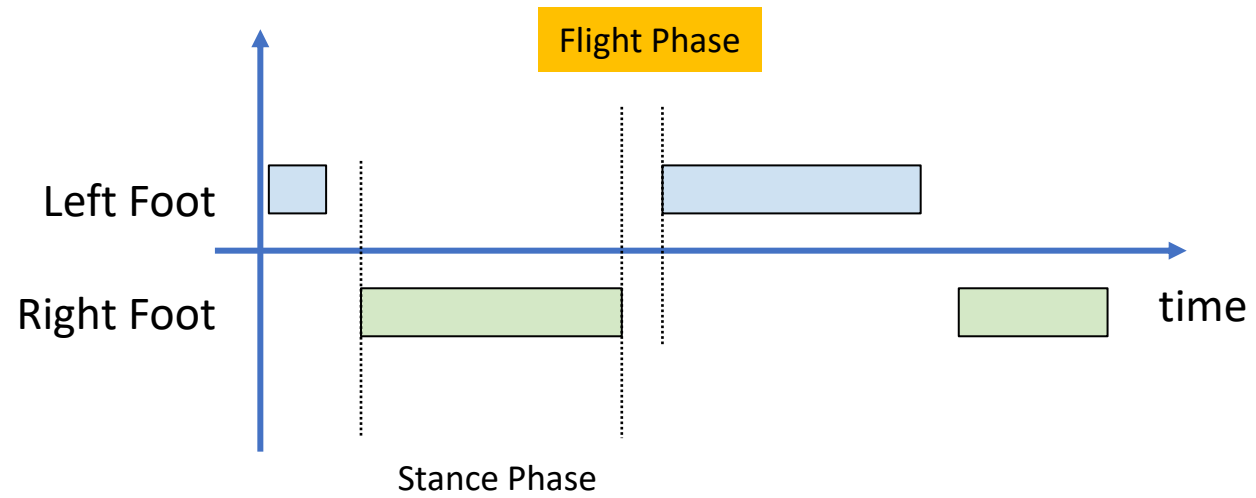 Flight Phase
Left Foot
Right Foot
time
Stance Phase